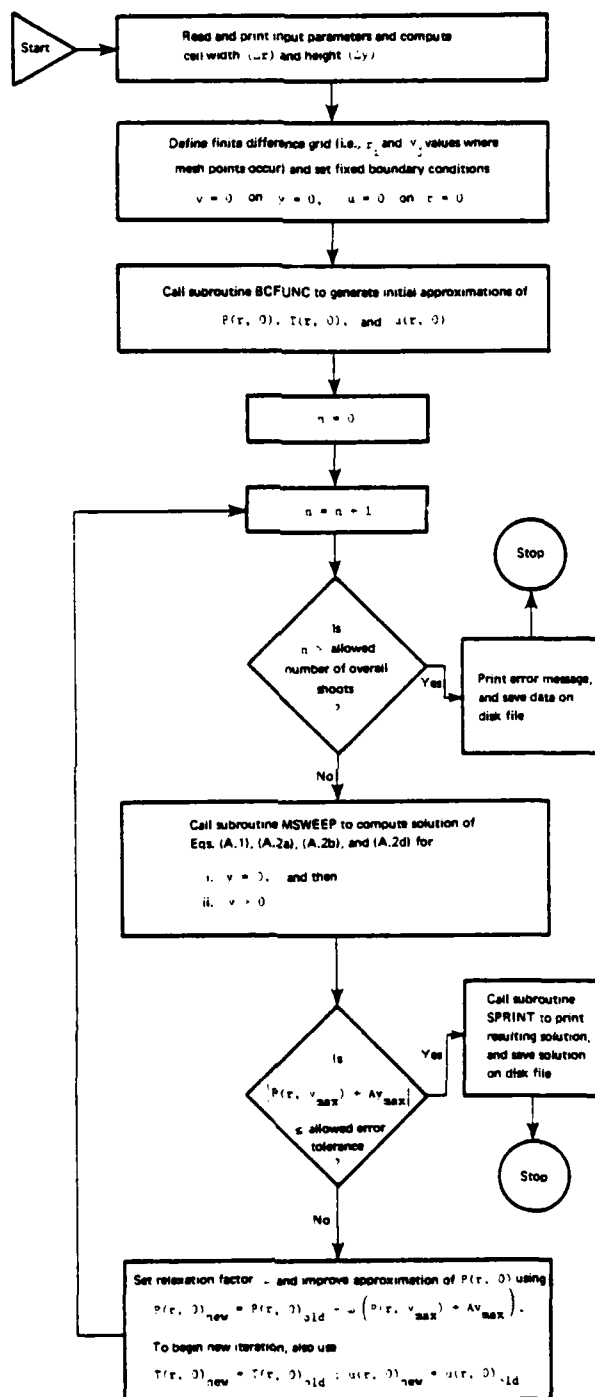 Start
Read and print input parameters and compute
cell width (Δr) and height (Δy)
Define finite difference grid (i.e., r_i and y_j values where
mesh points occur) and set fixed boundary conditions
v = 0 on y = 0, u = 0 on r = 0
Call subroutine BCFUNC to generate initial approximations of
P(r, 0), T(r, 0), and u(r, 0)
n = 0
n = n + 1
Is
n > allowed
number of overall
shoots
?
Yes
Print error message,
and save data on
disk file
Stop
No
Call subroutine MSWEEP to compute solution of
Eqs. (A.1), (A.2a), (A.2b), and (A.2d) for
i. y = 0, and then
ii. y > 0
Is
|P(r, y_max) + Ay_max|
≤ allowed error
tolerance
?
Yes
Call subroutine
SPRINT to print
resulting solution,
and save solution
on disk file
Stop
No
Set relaxation factor and improve approximation of P(r, 0) using
P(r, 0)_new = P(r, 0)_old - ω(P(r, y_max) + Ay_max).
To begin new iteration, also use
T(r, 0)_new = T(r, 0)_old ; u(r, 0)_new = u(r, 0)_old